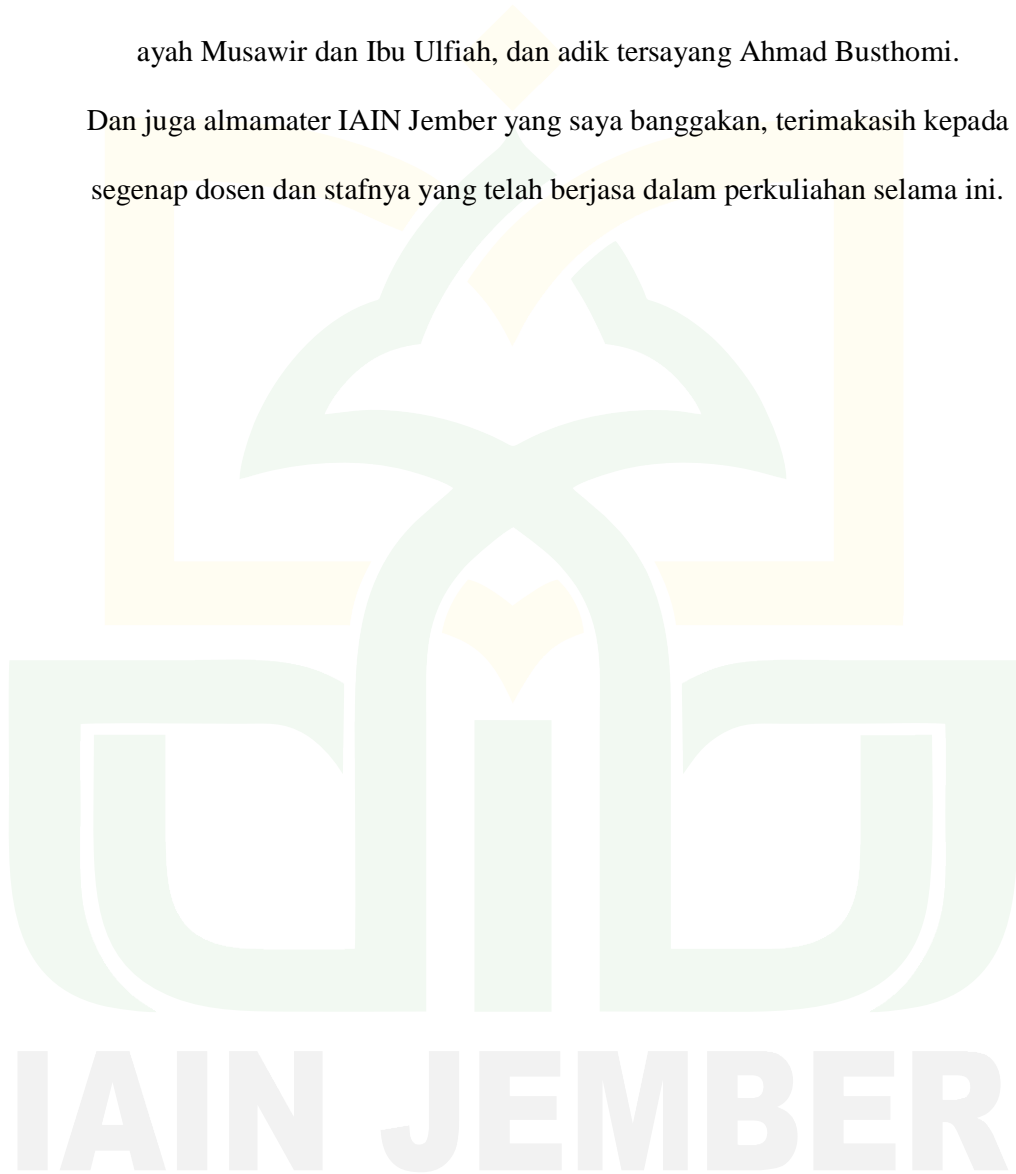 ayah Musawir dan Ibu Ulfiah, dan adik tersayang Ahmad Busthomi.
Dan juga almamater IAIN Jember yang saya banggakan, terimakasih kepada
segenap dosen dan stafnya yang telah berjasa dalam perkuliahan selama ini.
IAIN JEMBER